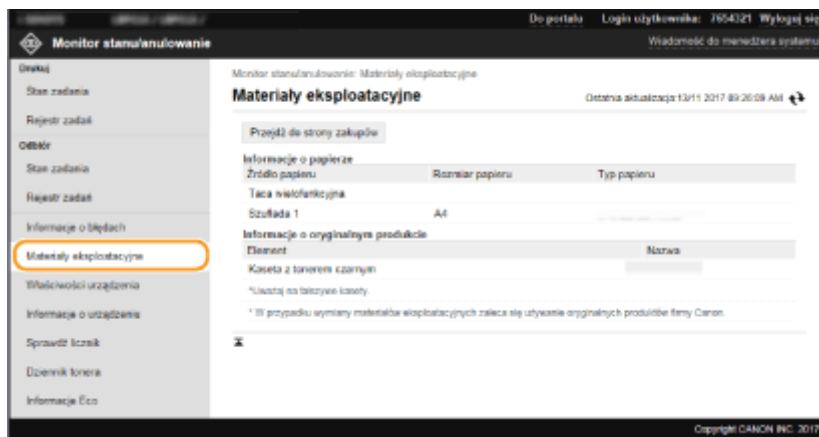 Do portalu Login użytkownika: 7654321 Wyloguj się
Monitor stanu/anulowanie Wiadomość do menedżera systemu
Drukuj
Stan zadania
Rejestr zadań
Odbiór
Stan zadania
Rejestr zadań
Informacje o błędach
Materiały eksploatacyjne
Właściwości urządzenia
Informacje o urządzeniu
Sprawdź licznik
Dziennik tonera
Informacje Eco
Monitor stanu/anulowanie: Materiały eksploatacyjne
Materiały eksploatacyjne Ostatnia aktualizacja:13/11 2017 09:26:09 AM
Przejdź do strony zakupów
Informacje o papierze
Źródło papieru Rozmiar papieru Typ papieru
Taca wielofunkcyjna
Szuflada 1 A4
Informacje o oryginalnym produkcie
Element Nazwa
Kaseta z tonerem czarnym
*Uważaj na fałszywe kasety.
* W przypadku wymiany materiałów eksploatacyjnych zaleca się używanie oryginalnych produktów firmy Canon.
Copyright CANON INC. 2017